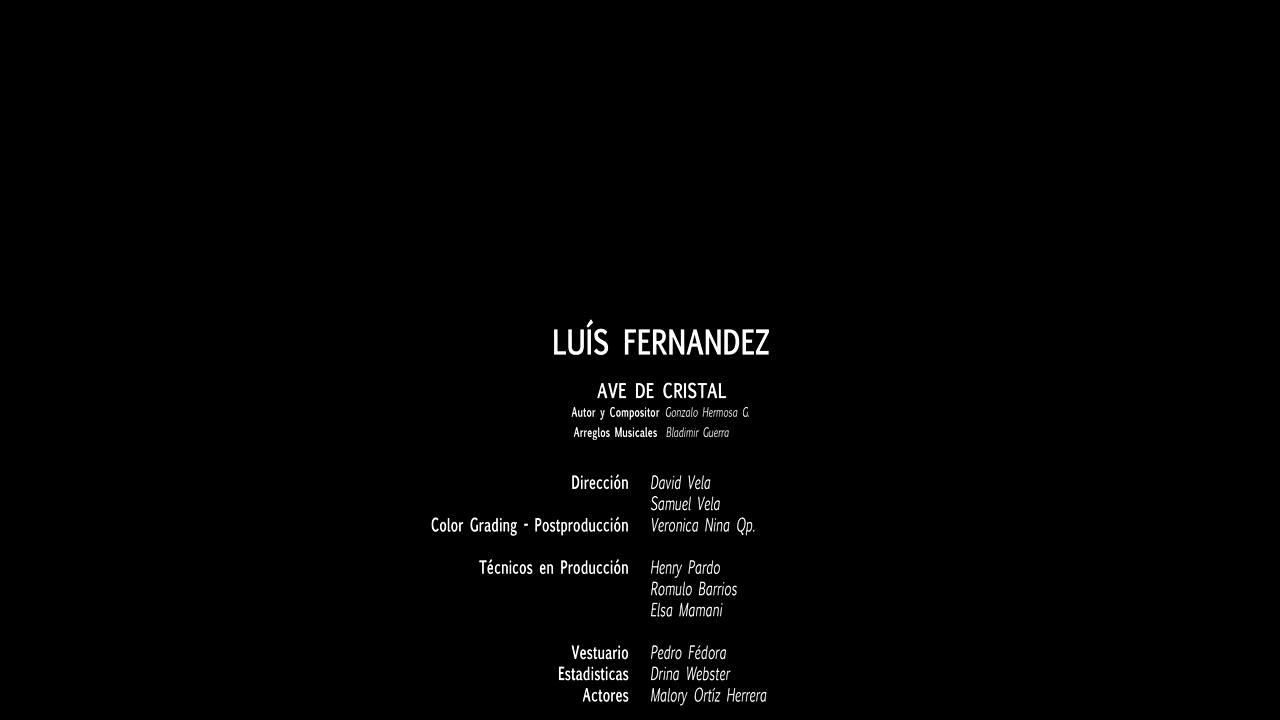 LUÍS FERNANDEZ
AVE DE CRISTAL
Autor y Compositor Gonzalo Hermosa G.
Arreglos Musicales Bladimir Guerra
Dirección David Vela
Samuel Vela
Color Grading - Postproducción Veronica Nina Qp.
Técnicos en Producción Henry Pardo
Romulo Barrios
Elsa Mamani
Vestuario Pedro Fédora
Estadisticas Drina Webster
Actores Malory Ortíz Herrera